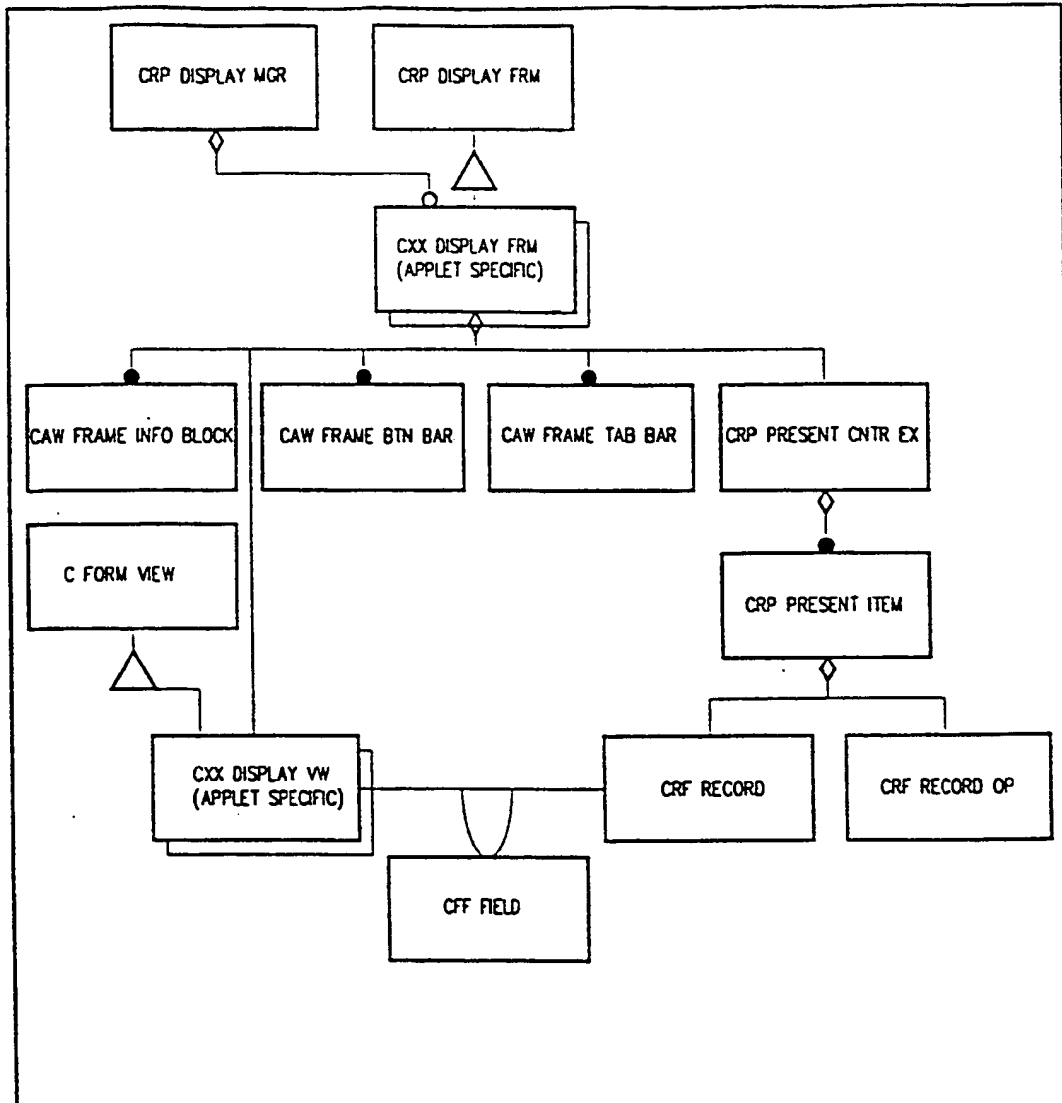 CRP DISPLAY MGR
CRP DISPLAY FRM
CXX DISPLAY FRM
(APPLET SPECIFIC)
CAW FRAME INFO BLOCK
CAW FRAME BTN BAR
CAW FRAME TAB BAR
CRP PRESENT CNTR EX
C FORM VIEW
CRP PRESENT ITEM
CXX DISPLAY VW
(APPLET SPECIFIC)
CRF RECORD
CRF RECORD OP
CFF FIELD